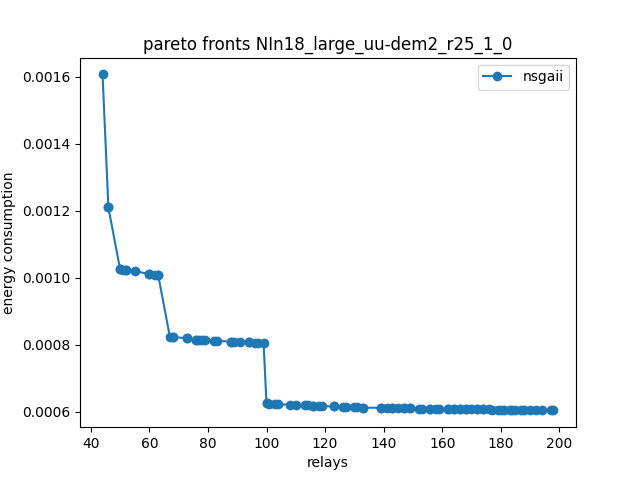 pareto fronts NIn18_large_uu-dem2_r25_1_0
nsgaii
energy consumption
0.0016
0.0014
0.0012
0.0010
0.0008
0.0006
40 60 80 100 120 140 160 180 200
relays